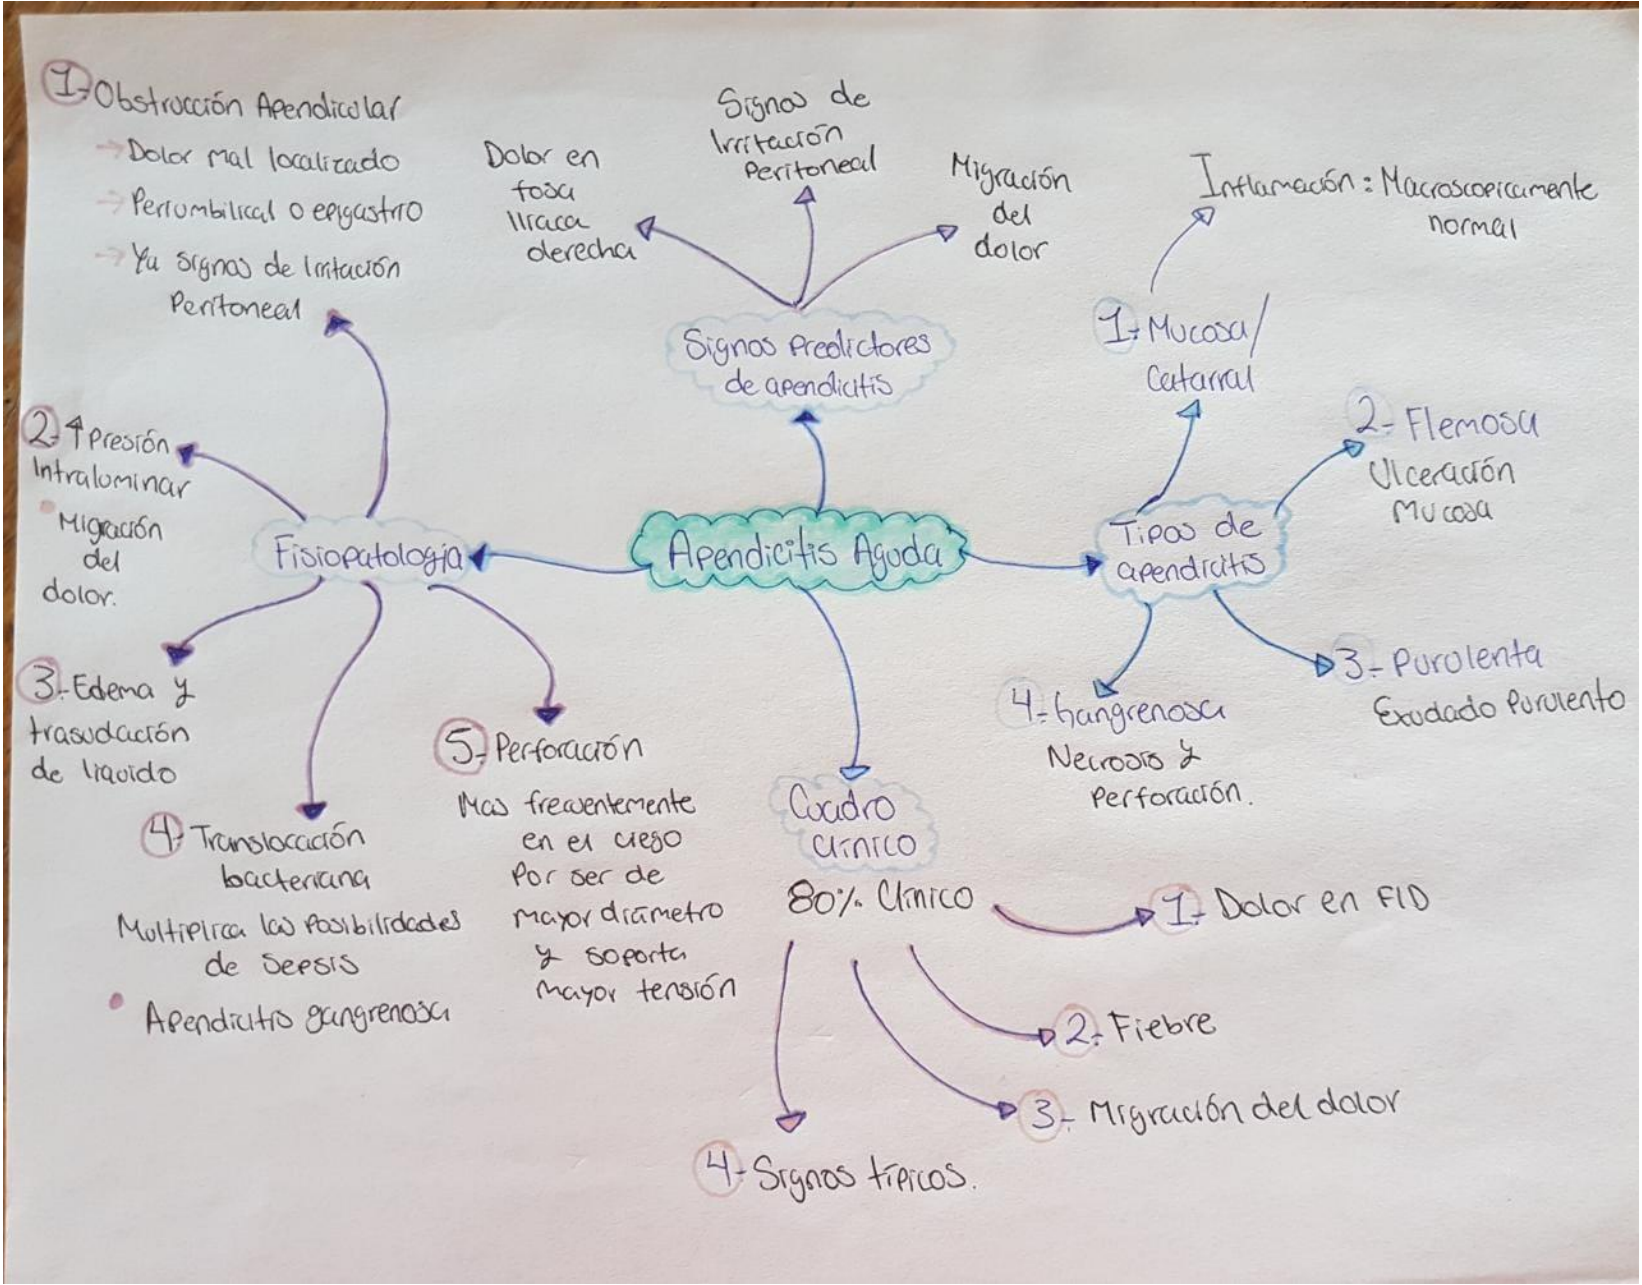 Apendicitis Aguda
Fisiopatología
1- Obstrucción Apendicular
→ Dolor mal localizado
→ Periumbilical o epigastrio
→ Ya signos de Irritación
Peritoneal
2- ↑ Presión
Intraluminar
• Migración
del
dolor.
3- Edema y
trasudación
de liquido
4- Translocación
bacteriana
Multiplica las Posibilidades
de Sepsis
• Apendicitis gangrenosa
5- Perforación
Mas frecuentemente
en el ciego
Por ser de
mayor diámetro
y soporta
mayor tensión
Signos Predictores
de apendicitis
Dolor en
fosa
Iliaca
derecha
Signos de
Irritación
Peritoneal
Migración
del
dolor
Tipos de
apendicitis
1- Mucosa/
Catarral
Inflamación: Macroscopicamente
normal
2- Flemosa
Ulceración
Mucosa
3- Purulenta
Exudado Purulento
4- Gangrenosa
Necrosis y
Perforación.
Cuadro
Clínico
80% Clínico
1- Dolor en FID
2- Fiebre
3- Migración del dolor
4- Signos típicos.